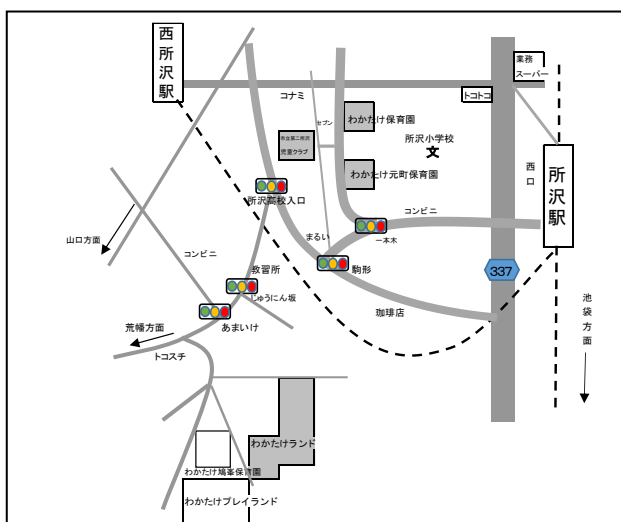 西所沢駅
業務
スーパー
コナミ
トコトコ
セブン
わかたけ保育園
児童クラブ
所沢小学校
文
わかたけ元町保育園
西口
所沢駅
所沢高校入口
コンビニ
一本木
山口方面
まるい
コンビニ
教習所
駒形
337
じゅうにん坂
池袋方面
荒幡方面
あまいけ
珈琲店
トコスチ
わかたけランド
わかたけ鳩峯保育園
わかたけプレイランド